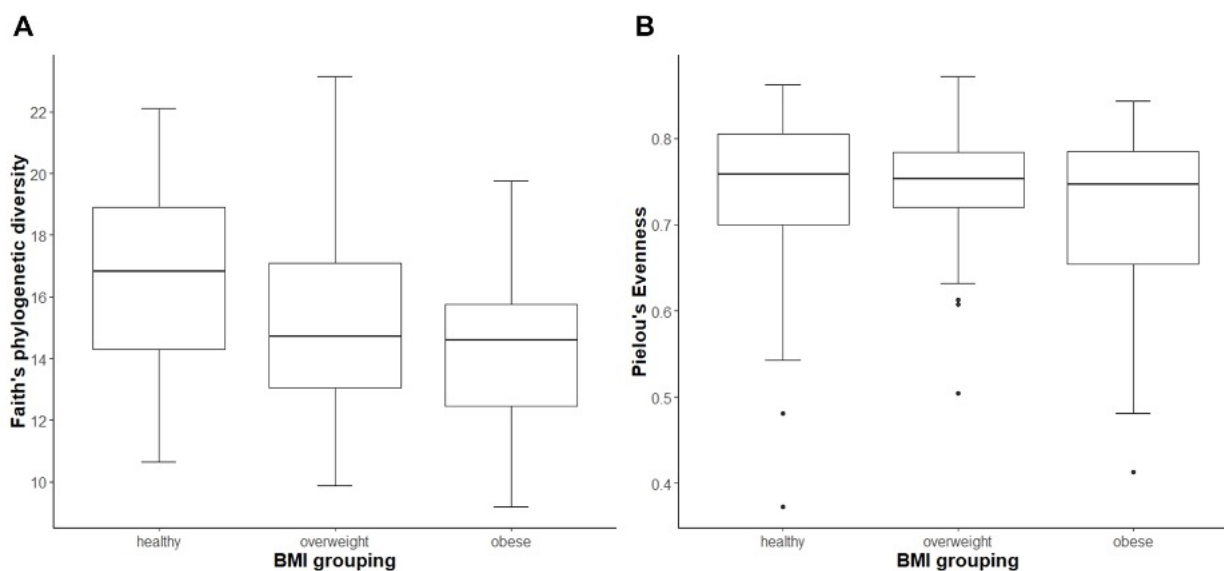 A
Faith's phylogenetic diversity
22
20
18
16
14
12
10
healthy overweight obese
BMI grouping
B
Pielou's Evenness
0.8
0.7
0.6
0.5
0.4
healthy overweight obese
BMI grouping